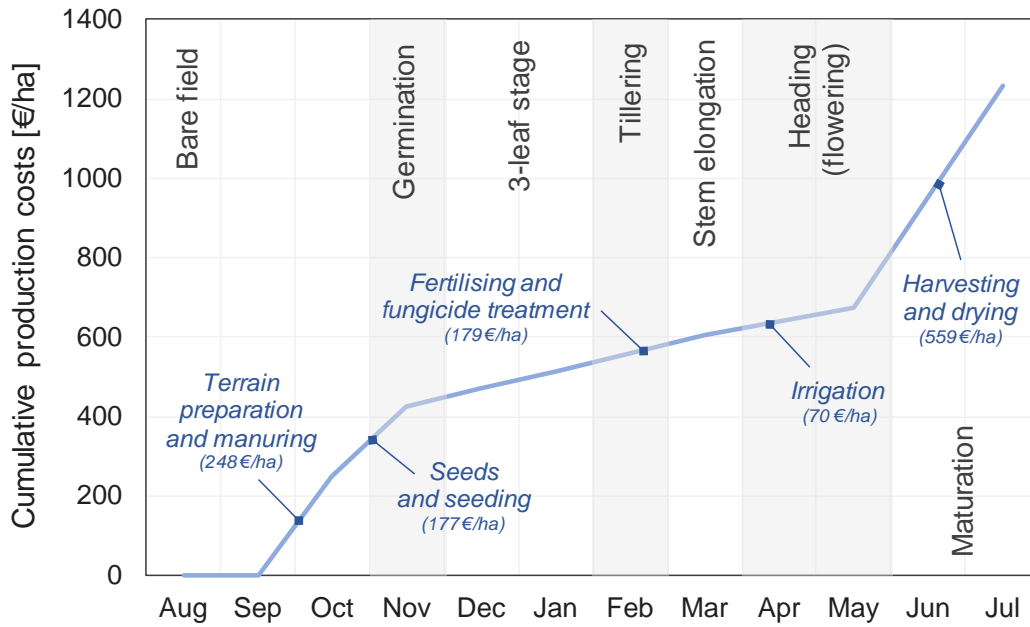 Cumulative production costs [€/ha]
1400
1200
1000
800
600
400
200
0
Bare field
Germination
3-leaf stage
Tillering
Stem elongation
Heading
(flowering)
Maturation
Terrain
preparation
and manuring
(248 €/ha)
Seeds
and seeding
(177 €/ha)
Fertilising and
fungicide treatment
(179 €/ha)
Irrigation
(70 €/ha)
Harvesting
and drying
(559 €/ha)
Aug Sep Oct Nov Dec Jan Feb Mar Apr May Jun Jul